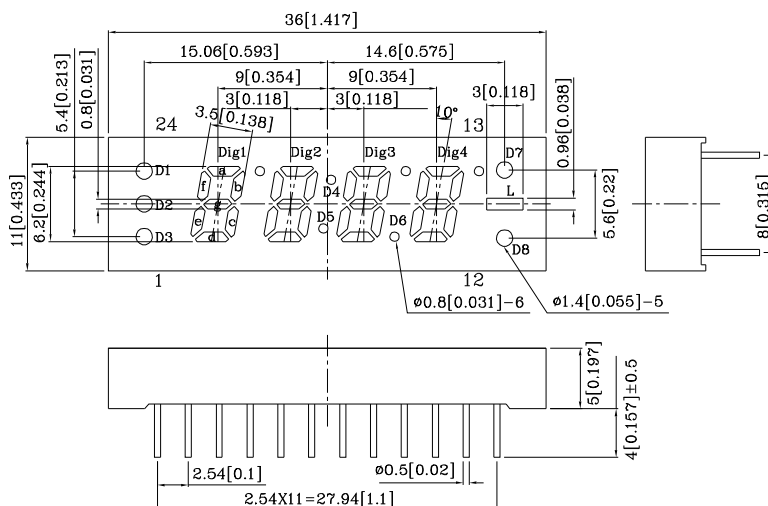 36[1.417]
15.06[0.593]
14.6[0.575]
9[0.354]
9[0.354]
3[0.118]
3[0.118]
3[0.118]
5.4[0.213]
0.8[0.031]
3.5[0.138]
10°
0.96[0.038]
24
13
Dig1
Dig2
Dig3
Dig4
D7
D1
a
f
b
D4
L
D2
g
D5
D6
e
c
D3
d
D8
11[0.433]
6.2[0.244]
5.6[0.22]
8[0.315]
1
12
ø0.8[0.031]-6
ø1.4[0.055]-5
5[0.197]
4[0.157]±0.5
2.54[0.1]
ø0.5[0.02]
2.54X11=27.94[1.1]